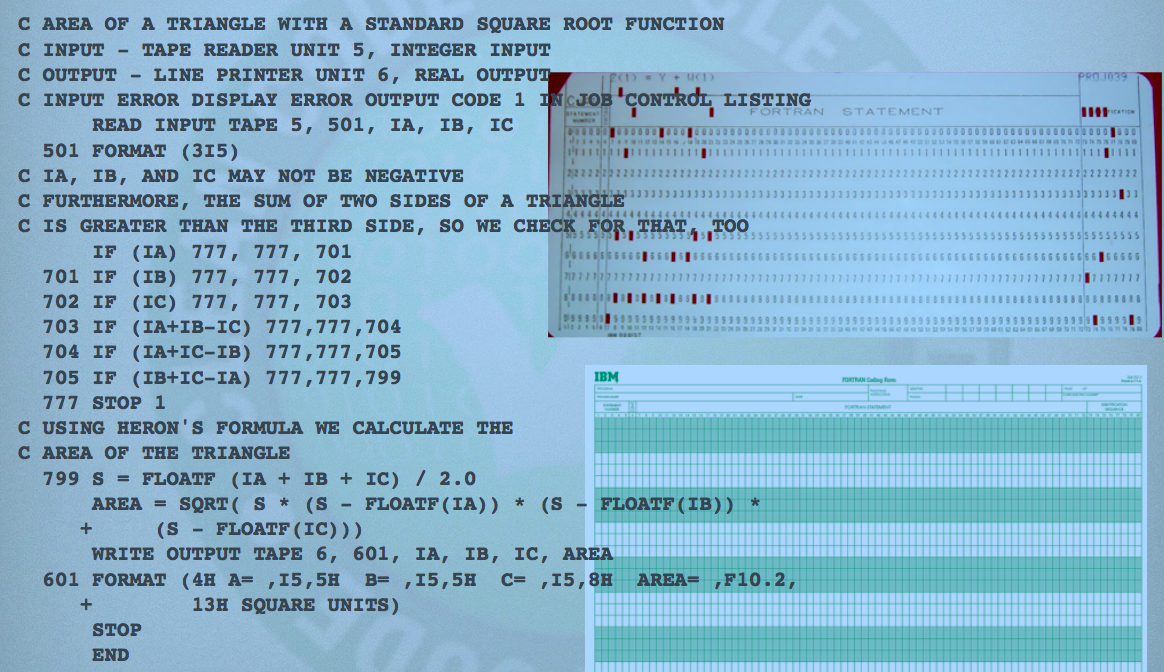 C AREA OF A TRIANGLE WITH A STANDARD SQUARE ROOT FUNCTION
C INPUT - TAPE READER UNIT 5, INTEGER INPUT
C OUTPUT - LINE PRINTER UNIT 6, REAL OUTPUT
C INPUT ERROR DISPLAY ERROR OUTPUT CODE 1 IN JOB CONTROL LISTING
READ INPUT TAPE 5, 501, IA, IB, IC
501 FORMAT (3I5)
C IA, IB, AND IC MAY NOT BE NEGATIVE
C FURTHERMORE, THE SUM OF TWO SIDES OF A TRIANGLE
C IS GREATER THAN THE THIRD SIDE, SO WE CHECK FOR THAT, TOO
IF (IA) 777, 777, 701
701 IF (IB) 777, 777, 702
702 IF (IC) 777, 777, 703
703 IF (IA+IB-IC) 777,777,704
704 IF (IA+IC-IB) 777,777,705
705 IF (IB+IC-IA) 777,777,799
777 STOP 1
C USING HERON'S FORMULA WE CALCULATE THE
C AREA OF THE TRIANGLE
799 S = FLOATF (IA + IB + IC) / 2.0
AREA = SQRT( S * (S - FLOATF(IA)) * (S - FLOATF(IB)) *
+ (S - FLOATF(IC)))
WRITE OUTPUT TAPE 6, 601, IA, IB, IC, AREA
601 FORMAT (4H A= ,I5,5H  B= ,I5,5H  C= ,I5,8H  AREA= ,F10.2,
+ 13H SQUARE UNITS)
STOP
END
Z(1) = Y + W(1)
PROJ039
STATEMENT NUMBER
FORTRAN STATEMENT
IBM
FORTRAN Coding Form
FORTRAN STATEMENT